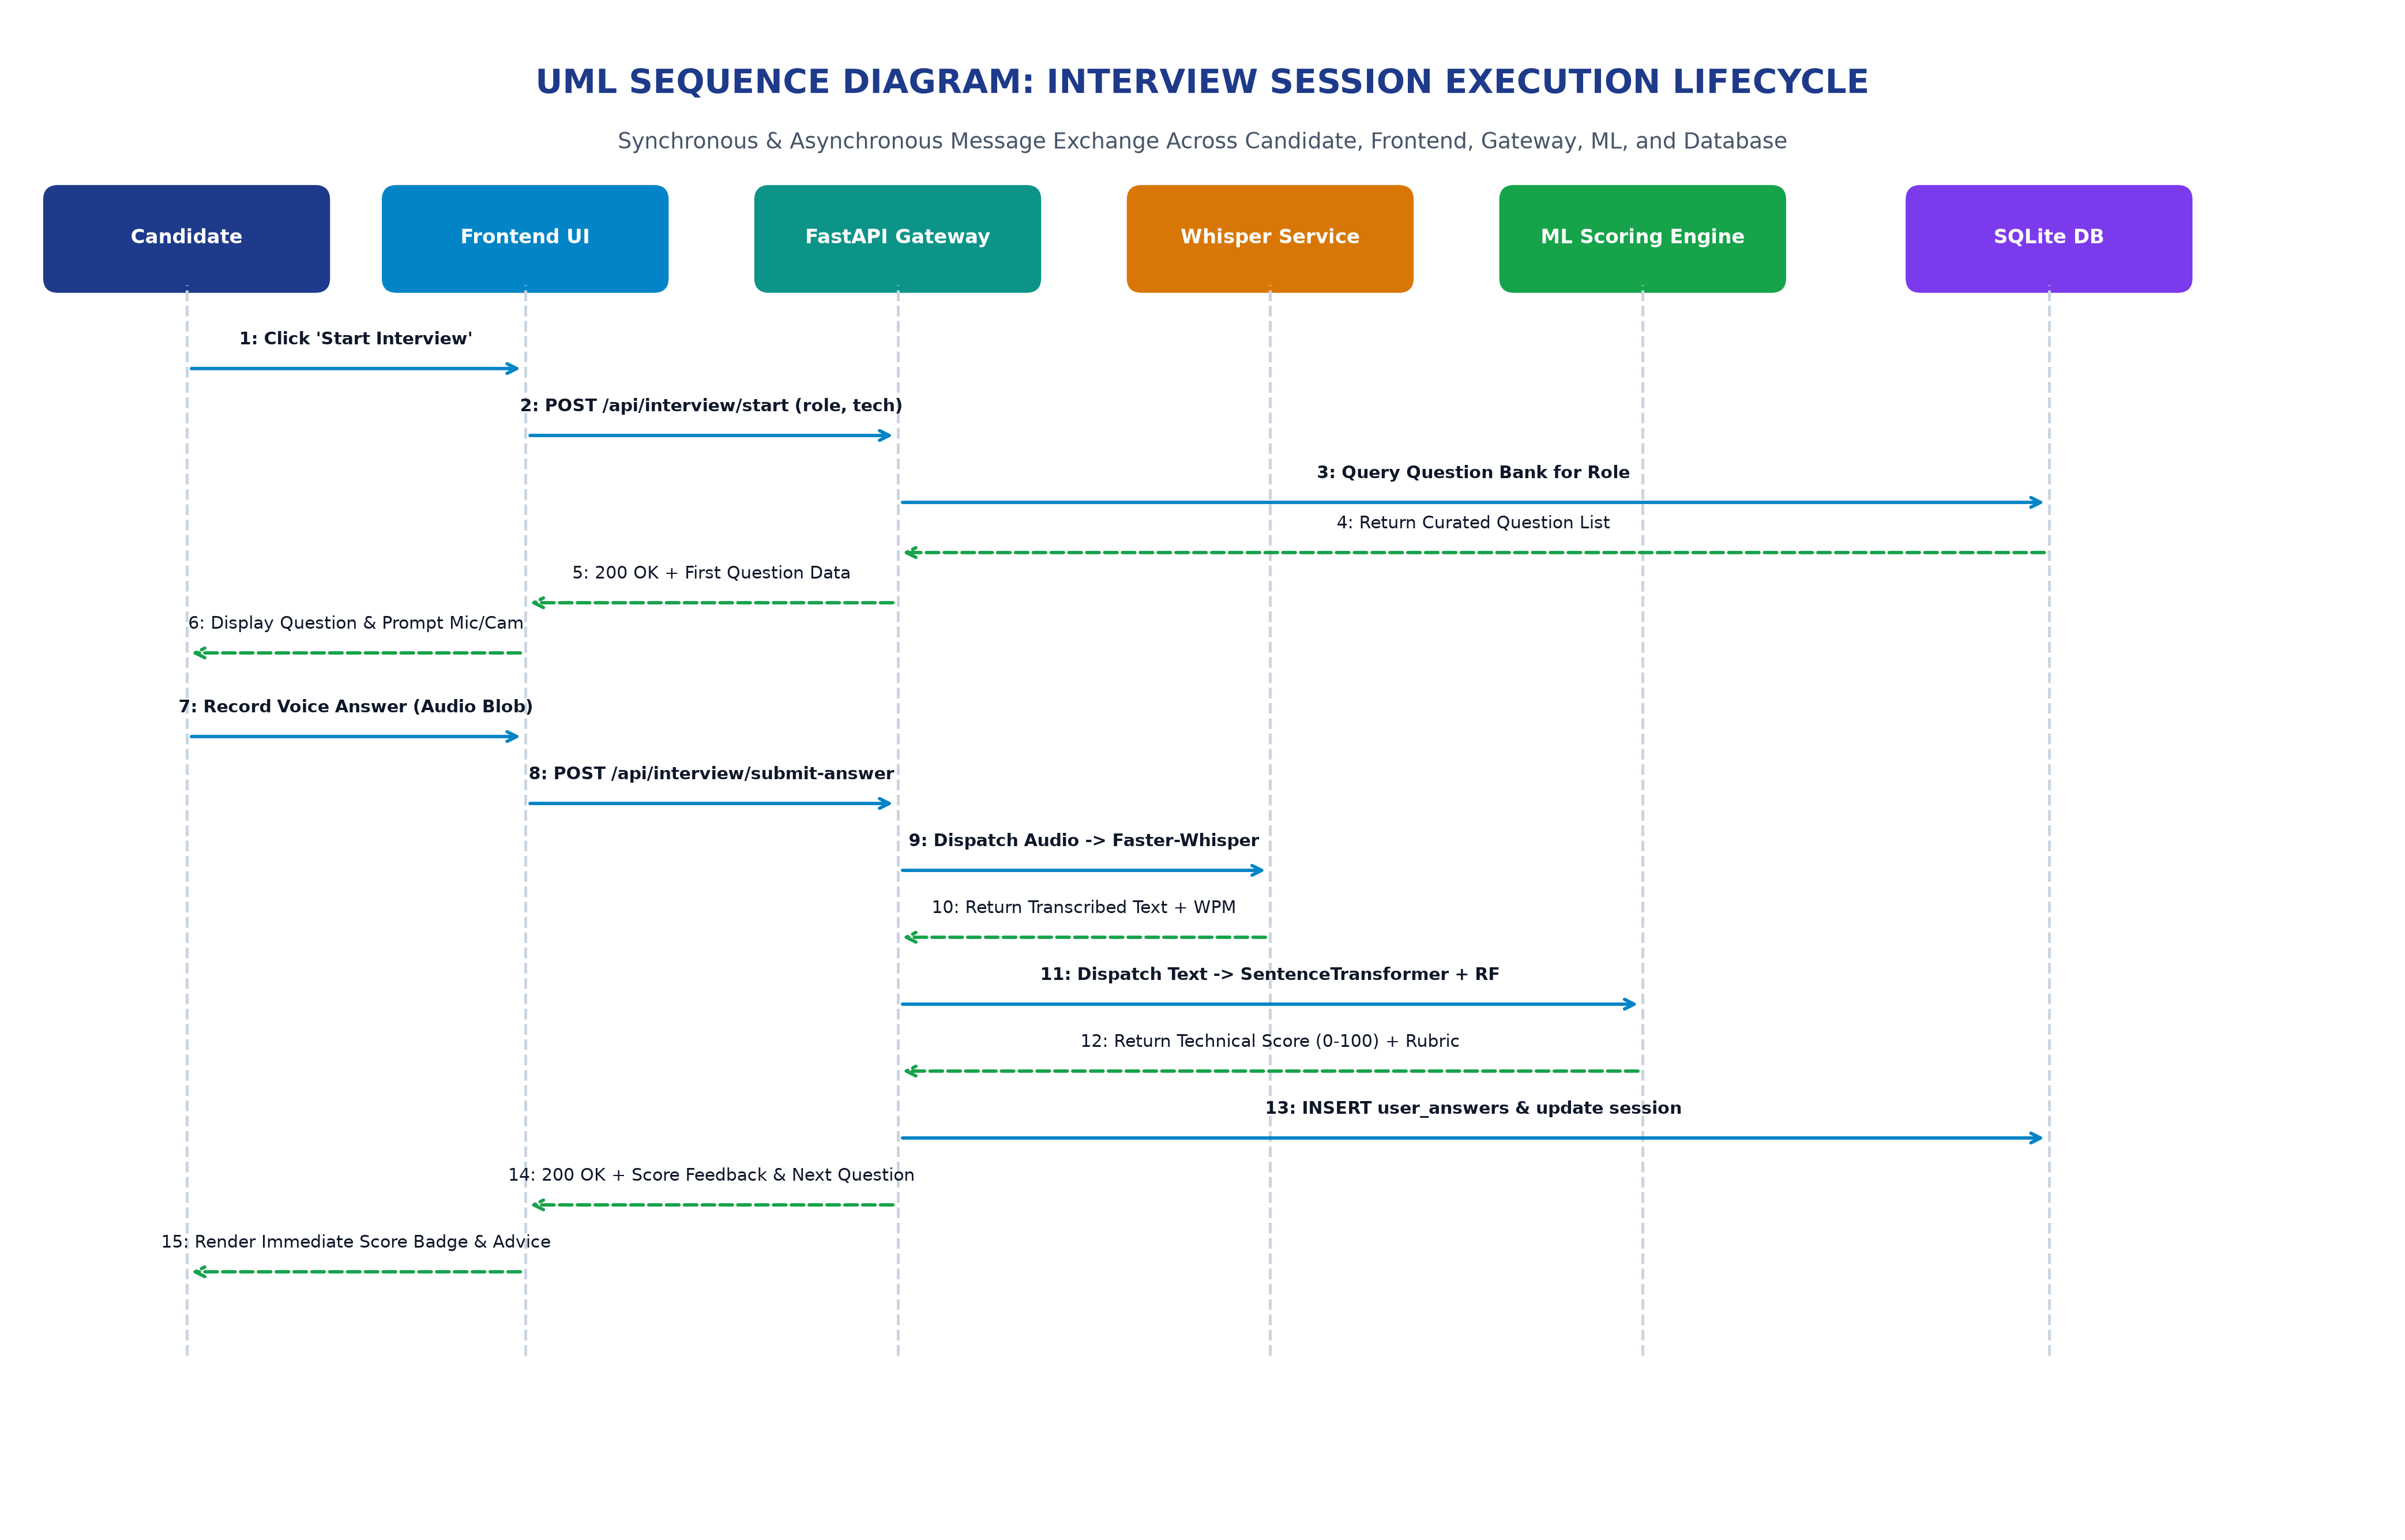 UML SEQUENCE DIAGRAM: INTERVIEW SESSION EXECUTION LIFECYCLE
Synchronous & Asynchronous Message Exchange Across Candidate, Frontend, Gateway, ML, and Database
Candidate
Frontend UI
FastAPI Gateway
Whisper Service
ML Scoring Engine
SQLite DB
1: Click 'Start Interview'
2: POST /api/interview/start (role, tech)
3: Query Question Bank for Role
4: Return Curated Question List
5: 200 OK + First Question Data
6: Display Question & Prompt Mic/Cam
7: Record Voice Answer (Audio Blob)
8: POST /api/interview/submit-answer
9: Dispatch Audio -> Faster-Whisper
10: Return Transcribed Text + WPM
11: Dispatch Text -> SentenceTransformer + RF
12: Return Technical Score (0-100) + Rubric
13: INSERT user_answers & update session
14: 200 OK + Score Feedback & Next Question
15: Render Immediate Score Badge & Advice